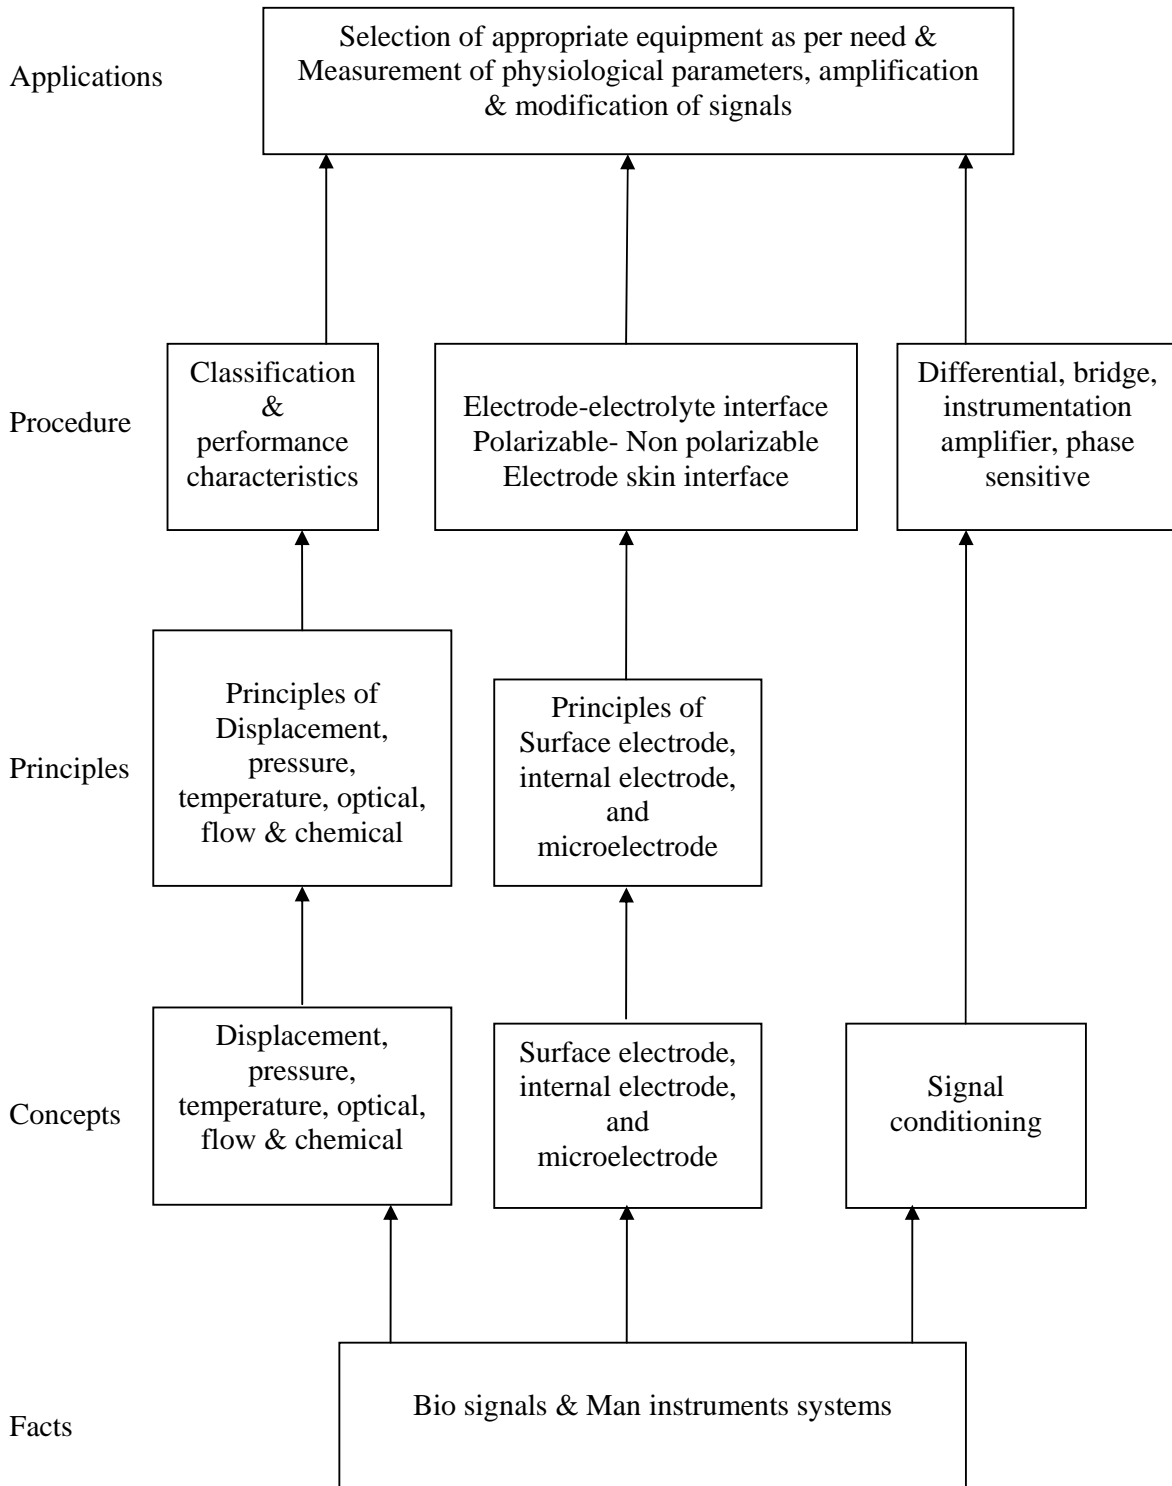 Applications
Selection of appropriate equipment as per need &
Measurement of physiological parameters, amplification
& modification of signals
Procedure
Classification
&
performance
characteristics
Electrode-electrolyte interface
Polarizable- Non polarizable
Electrode skin interface
Differential, bridge,
instrumentation
amplifier, phase
sensitive
Principles
Principles of
Displacement,
pressure,
temperature, optical,
flow & chemical
Principles of
Surface electrode,
internal electrode,
and
microelectrode
Concepts
Displacement,
pressure,
temperature, optical,
flow & chemical
Surface electrode,
internal electrode,
and
microelectrode
Signal
conditioning
Facts
Bio signals & Man instruments systems